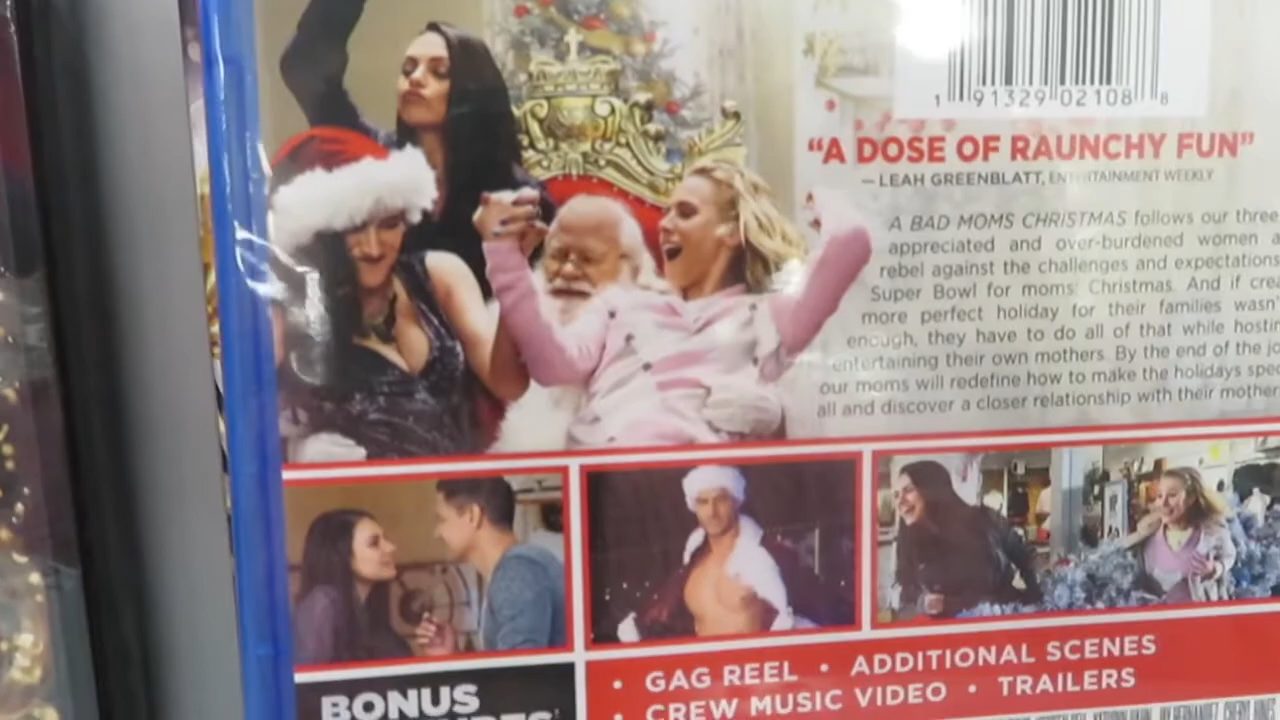 1 91329 02108 8
"A DOSE OF RAUNCHY FUN"
— LEAH GREENBLATT, ENTERTAINMENT WEEKLY
A BAD MOMS CHRISTMAS follows our three
appreciated and over-burdened women a
rebel against the challenges and expectations
Super Bowl for moms: Christmas. And if crea
more perfect holiday for their families wasn'
enough, they have to do all of that while hostin
entertaining their own mothers. By the end of the jo
our moms will redefine how to make the holidays spec
all and discover a closer relationship with their mother
• GAG REEL • ADDITIONAL SCENES
BONUS
• CREW MUSIC VIDEO • TRAILERS